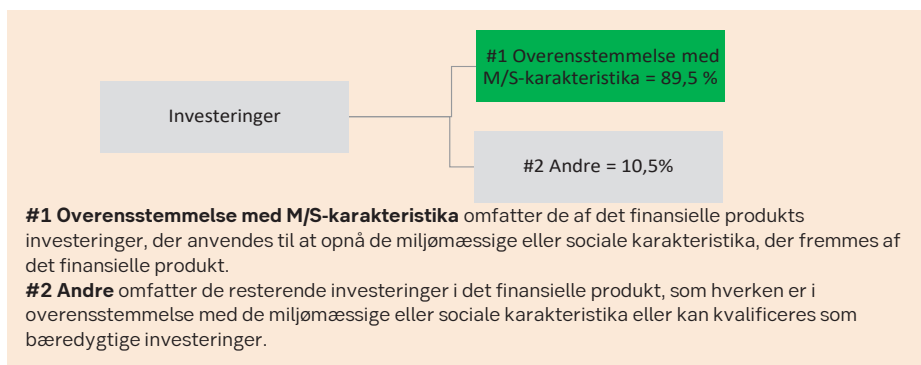 #1 Overensstemmelse med
M/S-karakteristika = 89,5 %
Investeringer
#2 Andre = 10,5%
#1 Overensstemmelse med M/S-karakteristika omfatter de af det finansielle produkts
investeringer, der anvendes til at opnå de miljømæssige eller sociale karakteristika, der fremmes af
det finansielle produkt.
#2 Andre omfatter de resterende investeringer i det finansielle produkt, som hverken er i
overensstemmelse med de miljømæssige eller sociale karakteristika eller kan kvalificeres som
bæredygtige investeringer.